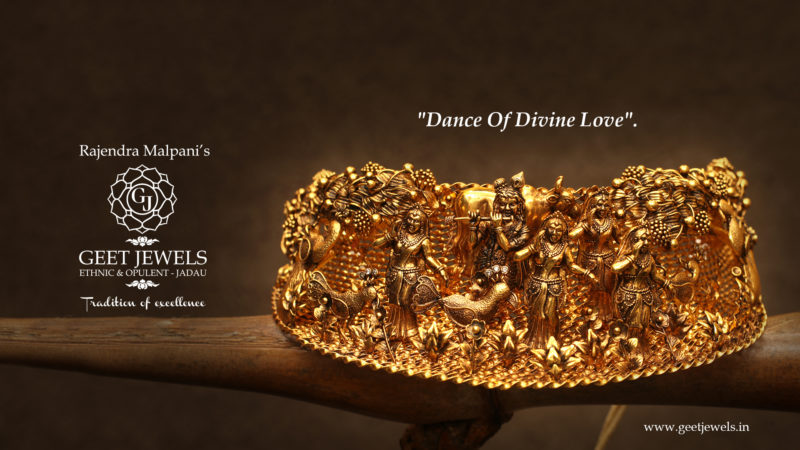 "Dance Of Divine Love".
Rajendra Malpani's
GJ
GEET JEWELS
ETHNIC & OPULENT - JADAU
Tradition of excellence
www.geetjewels.in